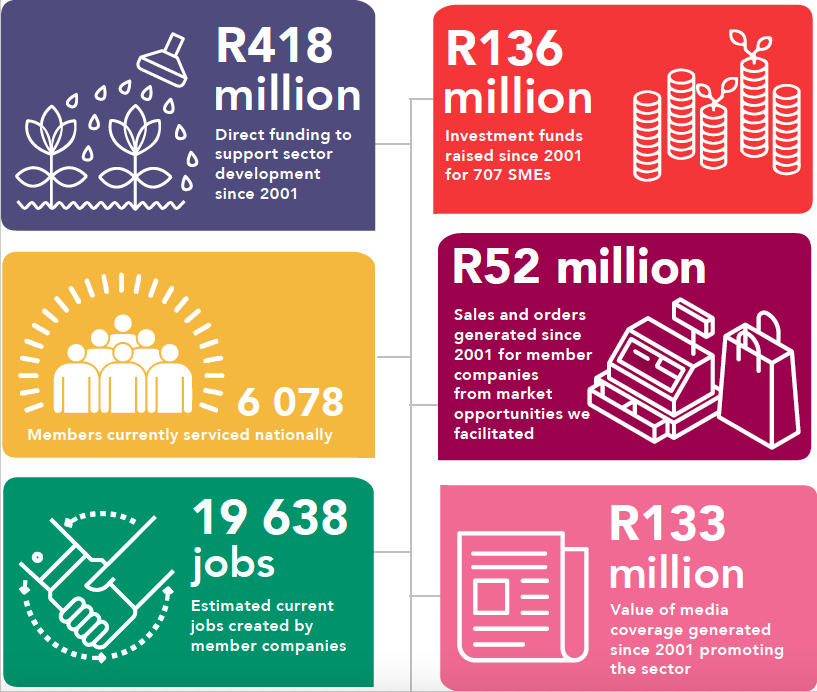 R418
million
Direct funding to
support sector
development
since 2001
R136
million
Investment funds
raised since 2001
for 707 SMEs
6 078
Members currently serviced nationally
R52 million
Sales and orders
generated since
2001 for member
companies
from market
opportunities we
facilitated
19 638
jobs
Estimated current
jobs created by
member companies
R133
million
Value of media
coverage generated
since 2001 promoting
the sector